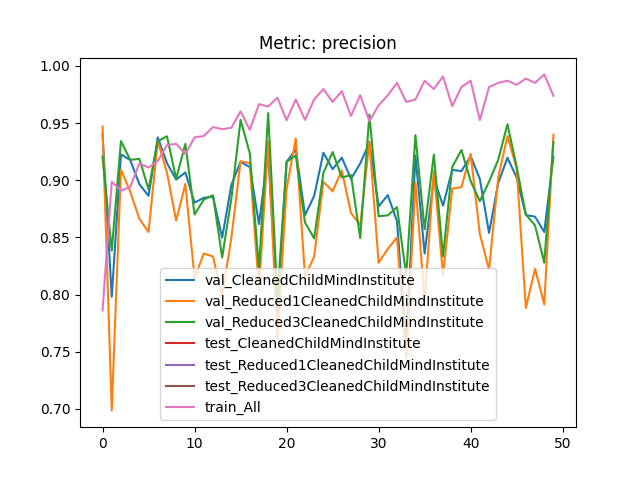 Metric: precision
1.00
0.95
0.90
0.85
0.80
0.75
0.70
val_CleanedChildMindInstitute
val_Reduced1CleanedChildMindInstitute
val_Reduced3CleanedChildMindInstitute
test_CleanedChildMindInstitute
test_Reduced1CleanedChildMindInstitute
test_Reduced3CleanedChildMindInstitute
train_All
0 10 20 30 40 50